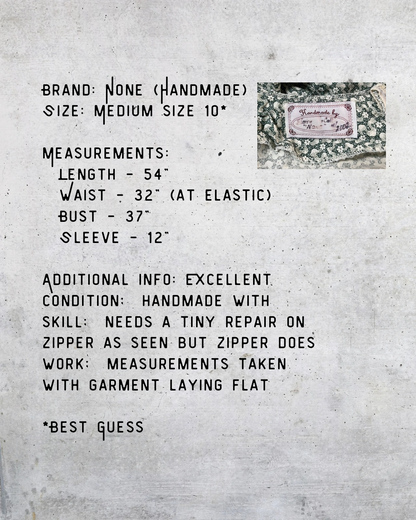 BRAND: NONE (HANDMADE)
SIZE: MEDIUM SIZE 10*
Handmade by:
MEASUREMENTS:
LENGTH - 54"
WAIST - 32" (AT ELASTIC)
BUST - 37"
SLEEVE - 12"
ADDITIONAL INFO: EXCELLENT
CONDITION: HANDMADE WITH
SKILL: NEEDS A TINY REPAIR ON
ZIPPER AS SEEN BUT ZIPPER DOES
WORK: MEASUREMENTS TAKEN
WITH GARMENT LAYING FLAT
*BEST GUESS